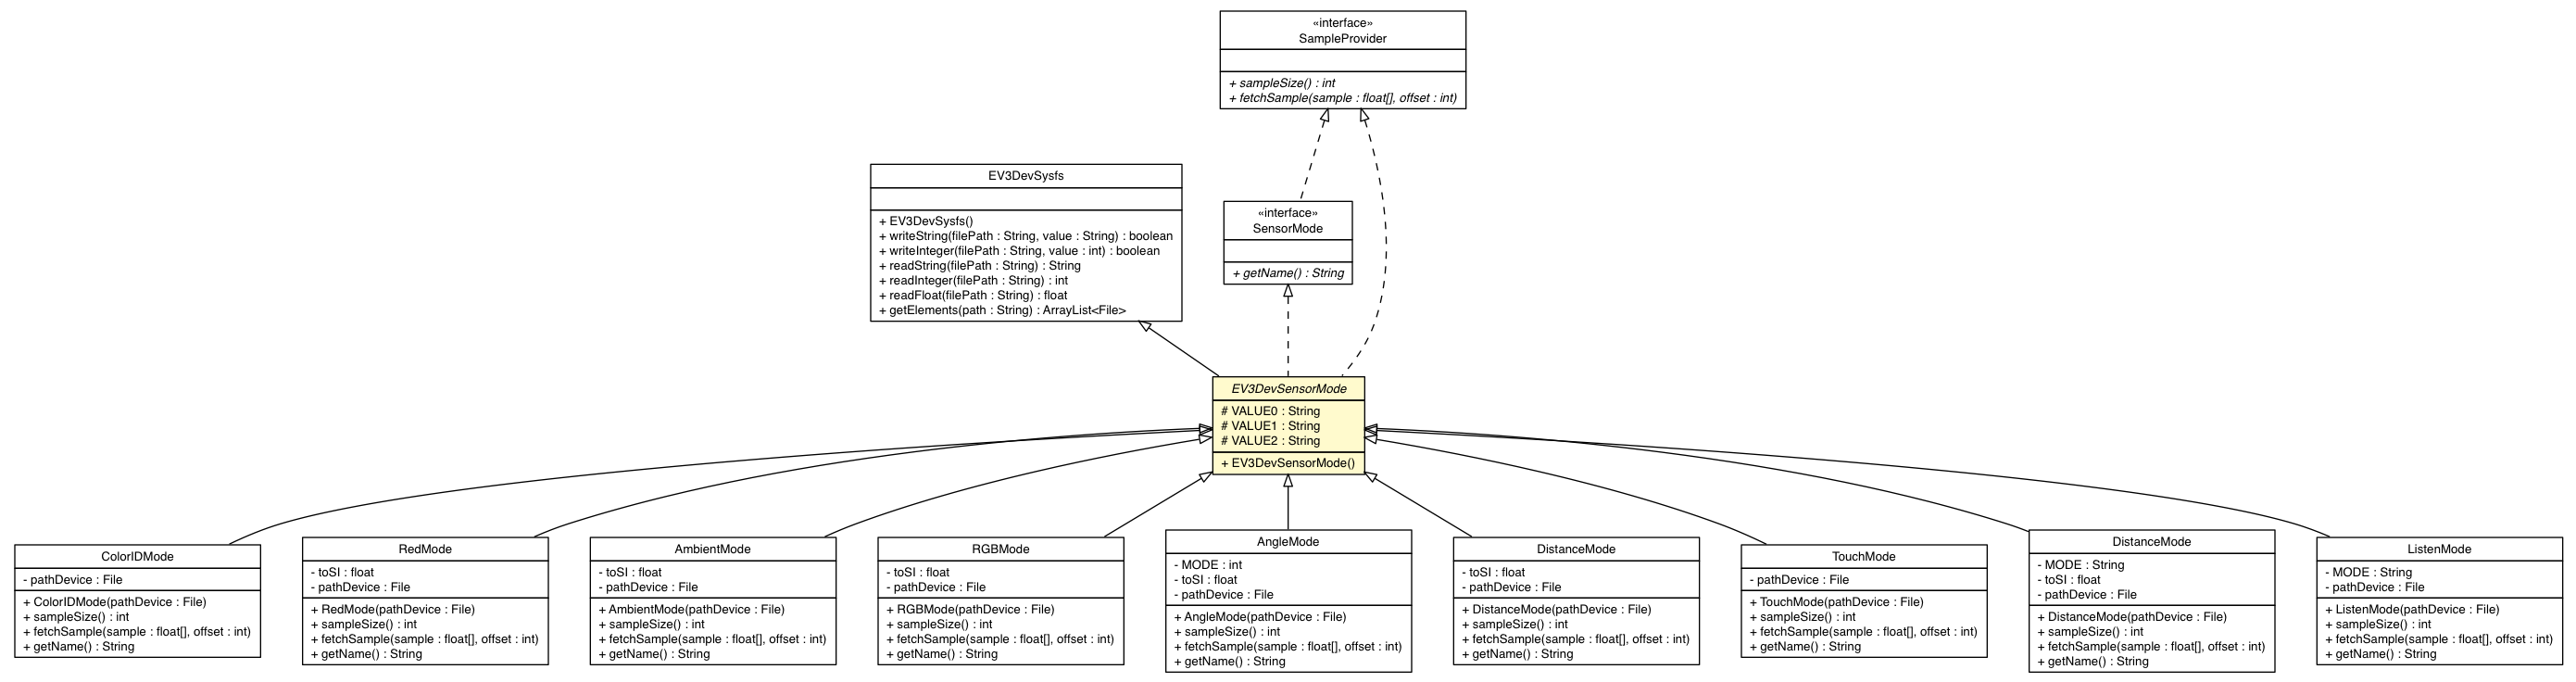 «interface»
SampleProvider
+ sampleSize() : int
+ fetchSample(sample : float[], offset : int)
EV3DevSysfs
+ EV3DevSysfs()
+ writeString(filePath : String, value : String) : boolean
+ writeInteger(filePath : String, value : int) : boolean
+ readString(filePath : String) : String
+ readInteger(filePath : String) : int
+ readFloat(filePath : String) : float
+ getElements(path : String) : ArrayList<File>
«interface»
SensorMode
+ getName() : String
EV3DevSensorMode
# VALUE0 : String
# VALUE1 : String
# VALUE2 : String
+ EV3DevSensorMode()
ColorIDMode
- pathDevice : File
+ ColorIDMode(pathDevice : File)
+ sampleSize() : int
+ fetchSample(sample : float[], offset : int)
+ getName() : String
RedMode
- toSI : float
- pathDevice : File
+ RedMode(pathDevice : File)
+ sampleSize() : int
+ fetchSample(sample : float[], offset : int)
+ getName() : String
AmbientMode
- toSI : float
- pathDevice : File
+ AmbientMode(pathDevice : File)
+ sampleSize() : int
+ fetchSample(sample : float[], offset : int)
+ getName() : String
RGBMode
- toSI : float
- pathDevice : File
+ RGBMode(pathDevice : File)
+ sampleSize() : int
+ fetchSample(sample : float[], offset : int)
+ getName() : String
AngleMode
- MODE : int
- toSI : float
- pathDevice : File
+ AngleMode(pathDevice : File)
+ sampleSize() : int
+ fetchSample(sample : float[], offset : int)
+ getName() : String
DistanceMode
- toSI : float
- pathDevice : File
+ DistanceMode(pathDevice : File)
+ sampleSize() : int
+ fetchSample(sample : float[], offset : int)
+ getName() : String
TouchMode
- pathDevice : File
+ TouchMode(pathDevice : File)
+ sampleSize() : int
+ fetchSample(sample : float[], offset : int)
+ getName() : String
DistanceMode
- MODE : String
- toSI : float
- pathDevice : File
+ DistanceMode(pathDevice : File)
+ sampleSize() : int
+ fetchSample(sample : float[], offset : int)
+ getName() : String
ListenMode
- MODE : String
- pathDevice : File
+ ListenMode(pathDevice : File)
+ sampleSize() : int
+ fetchSample(sample : float[], offset : int)
+ getName() : String